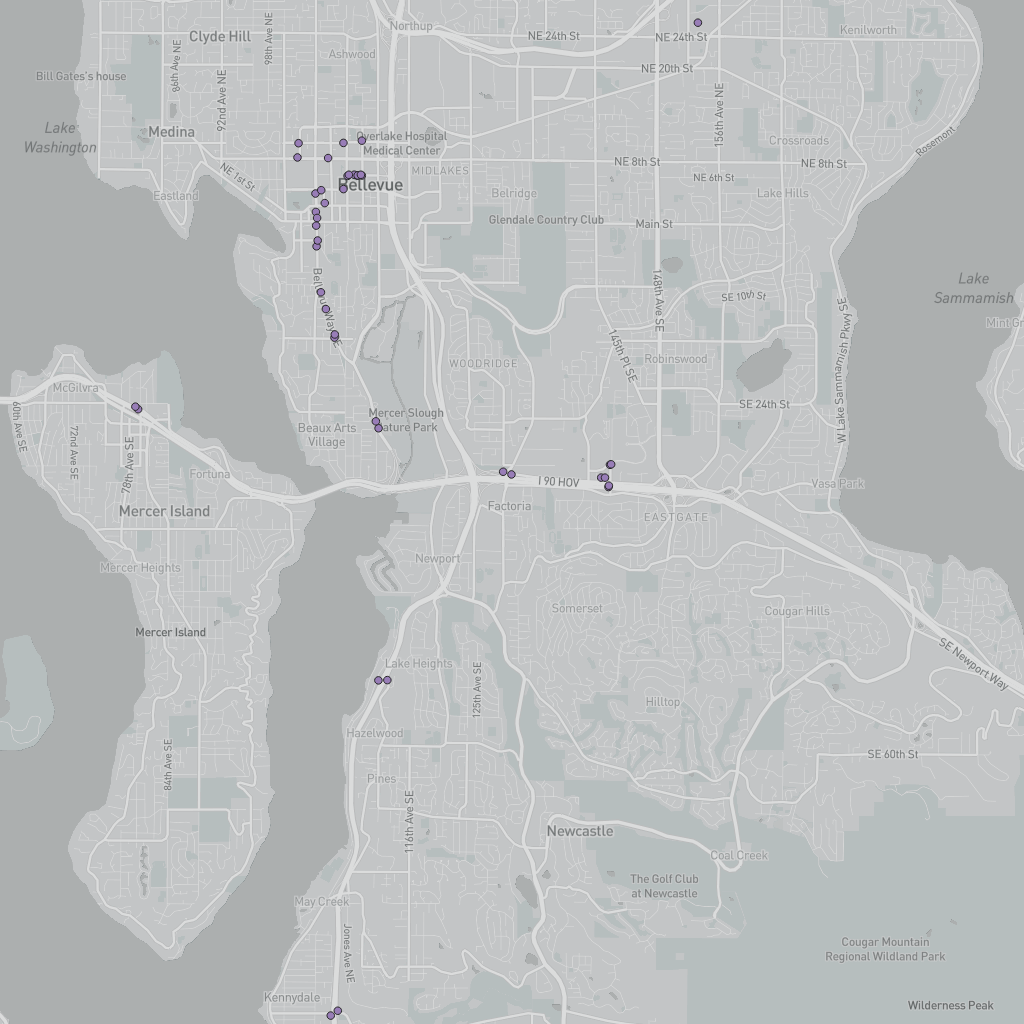 Northup
NE 24th St
NE 24th St
Kenilworth
Clyde Hill
98th Ave NE
86th Ave NE
Ashwood
NE 20th St
Bill Gates's house
92nd Ave NE
156th Ave NE
Lake
Washington
Medina
Overlake Hospital
Medical Center
Crossroads
Rosemont
NE 8th St
NE 8th St
MIDLAKES
NE 1st St
NE 6th St
Bellevue
Eastland
Belridge
Lake Hills
Glendale Country Club
Main St
148th Ave SE
Lake
Sammamish
SE 10th St
Mint Gr
145th Pl SE
W Lake Sammamish Pkwy SE
WOODRIDGE
Robinswood
McGilvra
60th Ave SE
72nd Ave SE
78th Ave SE
Mercer Slough
Nature Park
SE 24th St
Beaux Arts
Village
Fortuna
I 90 HOV
Vasa Park
Mercer Island
Factoria
EASTGATE
Mercer Heights
Newport
Somerset
Cougar Hills
Mercer Island
SE Newport Way
Lake Heights
125th Ave SE
Hilltop
Hazelwood
84th Ave SE
SE 60th St
Pines
116th Ave SE
Newcastle
Coal Creek
The Golf Club
at Newcastle
May Creek
Jones Ave NE
Cougar Mountain
Regional Wildland Park
Kennydale
Wilderness Peak